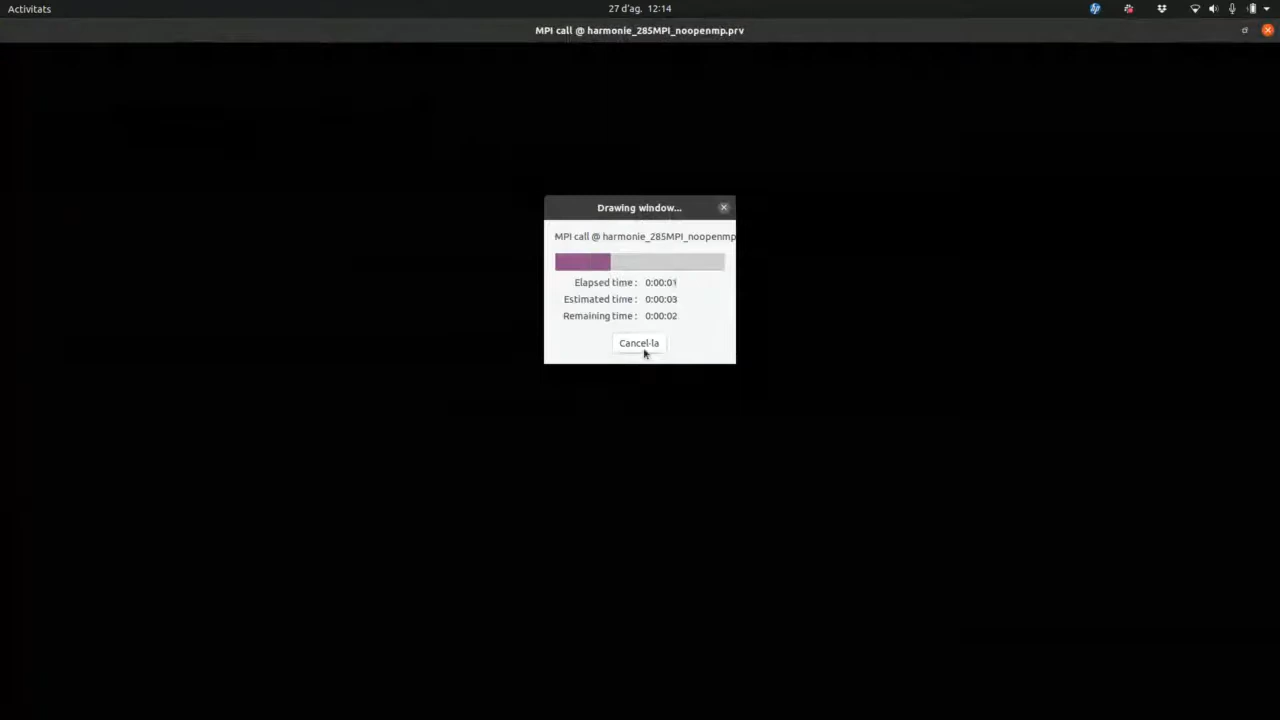 Activitats
27 d'ag. 12:14
MPI call @ harmonie_285MPI_noopenmp.prv
Drawing window...
MPI call @ harmonie_285MPI_noopenmp
Elapsed time : 0:00:01
Estimated time : 0:00:03
Remaining time : 0:00:02
Cancel·la